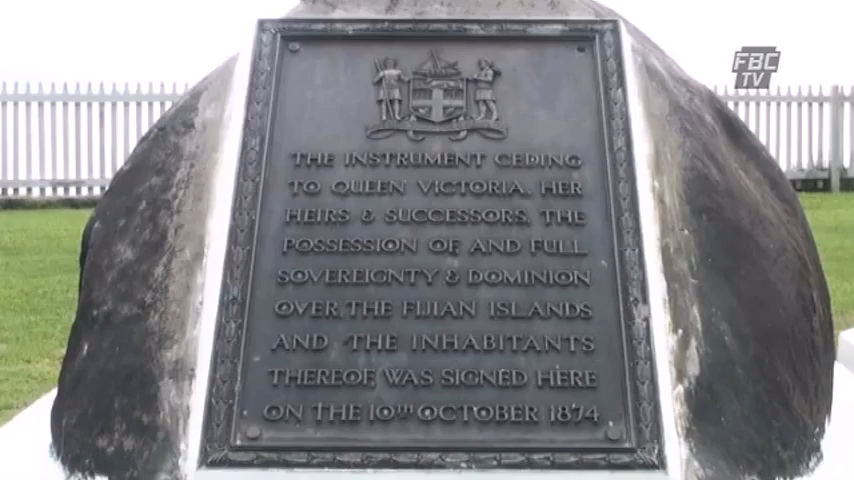 FBC
TV
THE INSTRUMENT CEDING
TO QUEEN VICTORIA, HER
HEIRS & SUCCESSORS, THE
POSSESSION OF AND FULL
SOVEREIGNTY & DOMINION
OVER THE FIJIAN ISLANDS
AND THE INHABITANTS
THEREOF, WAS SIGNED HERE
ON THE 10TH OCTOBER 1874